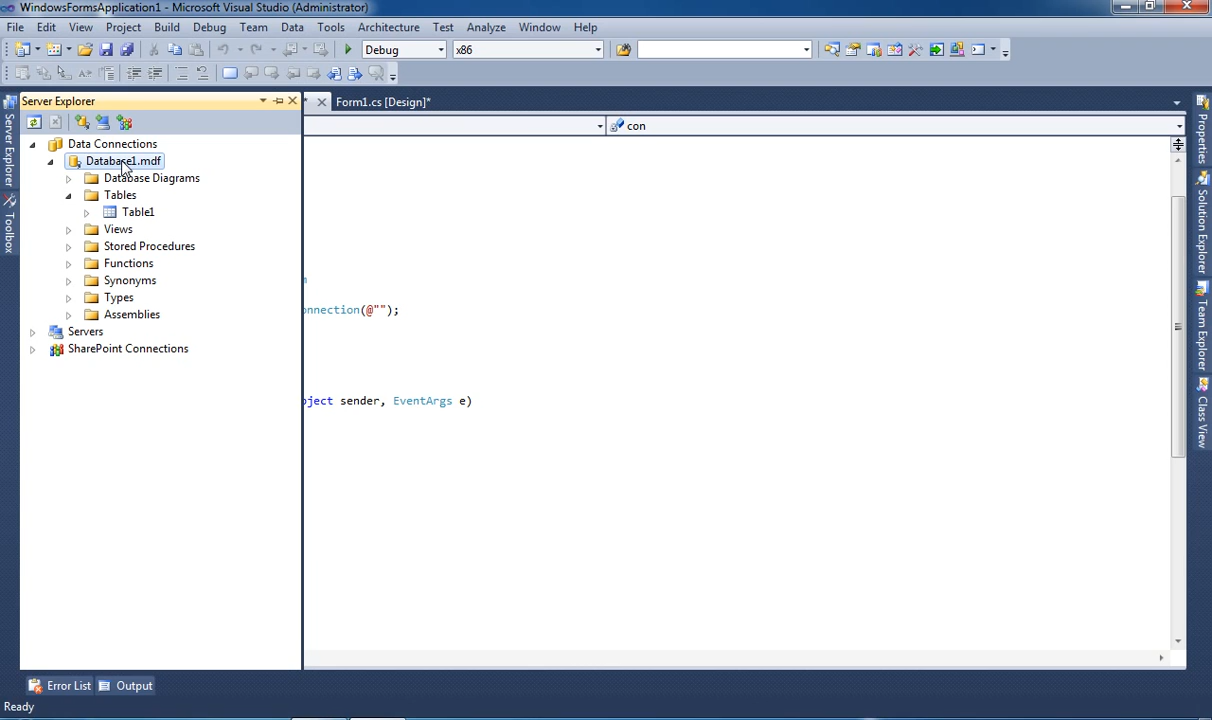 WindowsFormsApplication1 - Microsoft Visual Studio (Administrator)
File Edit View Project Build Debug Team Data Tools Architecture Test Analyze Window Help
Debug x86
Server Explorer
Form1.cs [Design]*
con
Data Connections
Database1.mdf
Database Diagrams
Tables
Table1
Views
Stored Procedures
Functions
Synonyms
Types
Assemblies
Servers
SharePoint Connections
onnection(@"");
ject sender, EventArgs e)
Server Explorer
Toolbox
Properties
Solution Explorer
Team Explorer
Class View
Error List Output
Ready